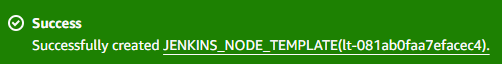 Success
Successfully created JENKINS_NODE_TEMPLATE(lt-081ab0faa7efacec4).